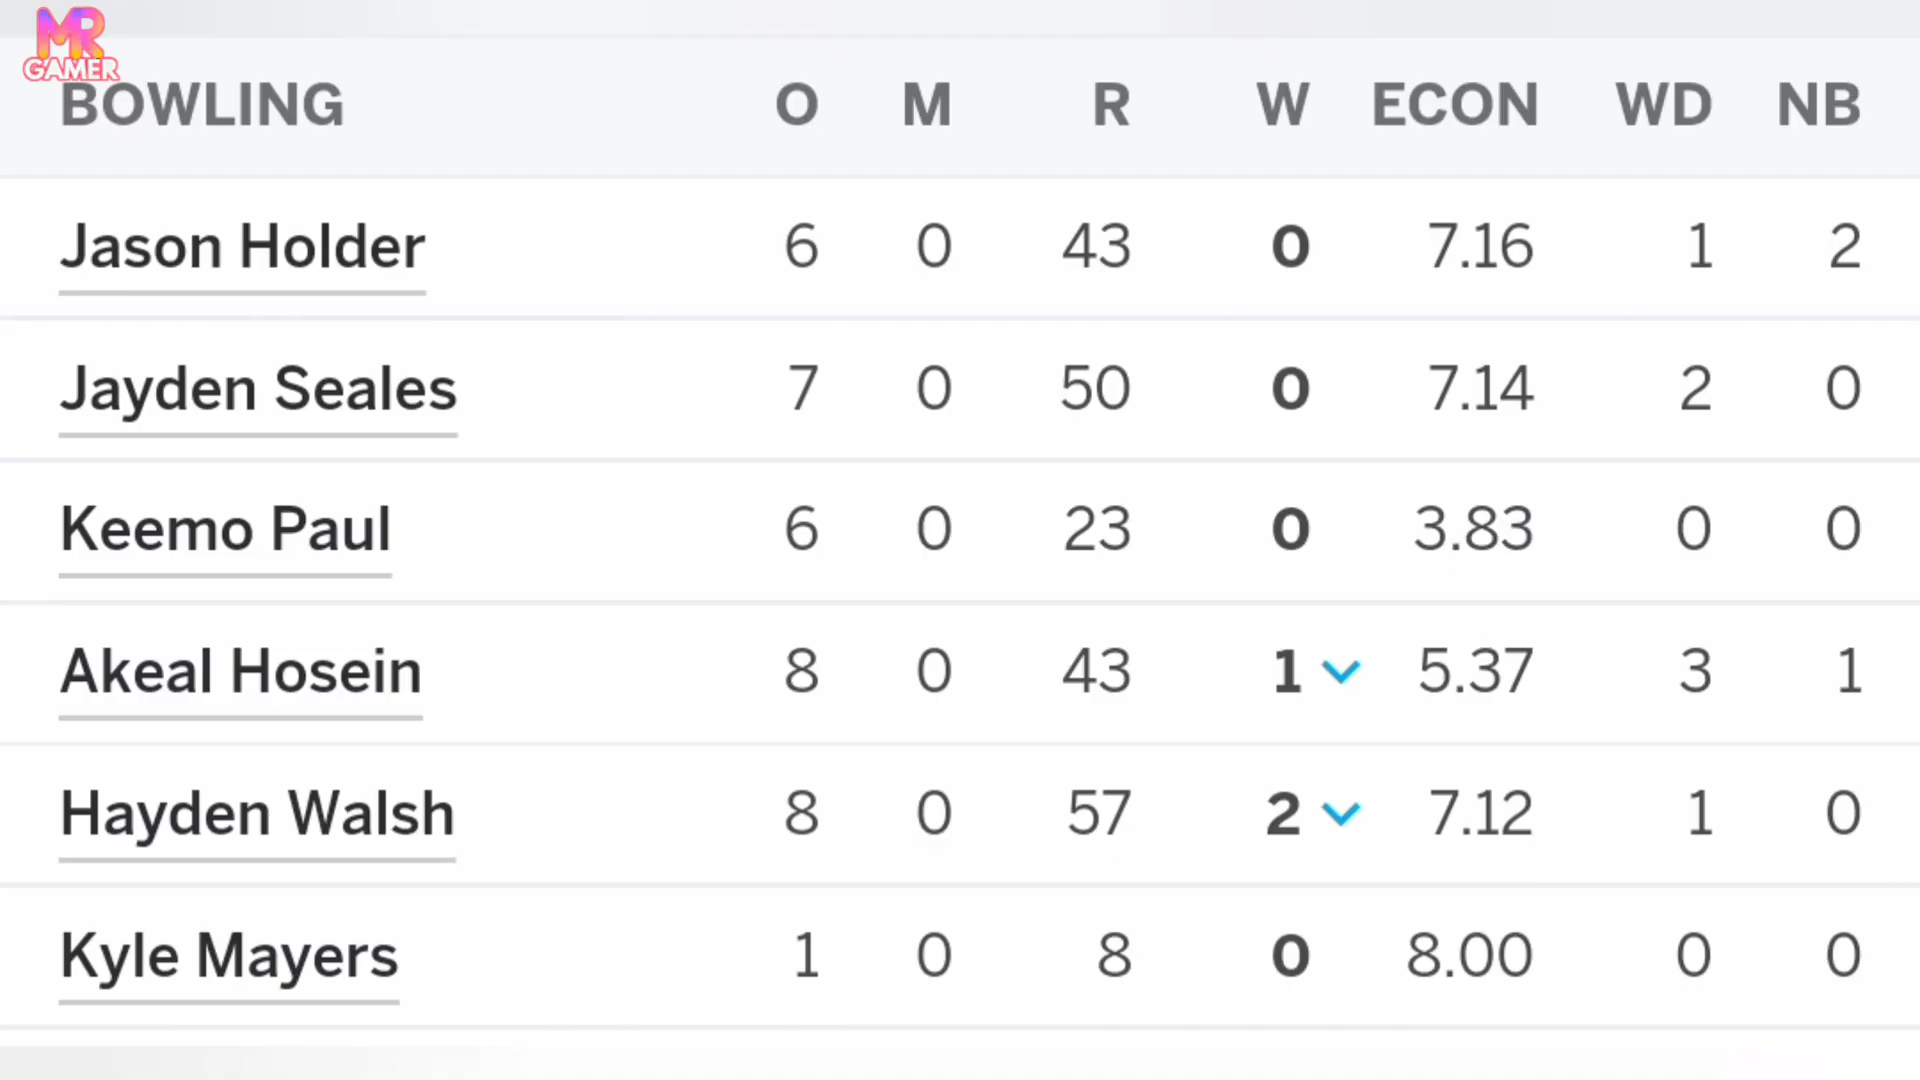 MR
GAMER
BOWLING O M R W ECON WD NB
Jason Holder 6 0 43 0 7.16 1 2
Jayden Seales 7 0 50 0 7.14 2 0
Keemo Paul 6 0 23 0 3.83 0 0
Akeal Hosein 8 0 43 1 5.37 3 1
Hayden Walsh 8 0 57 2 7.12 1 0
Kyle Mayers 1 0 8 0 8.00 0 0